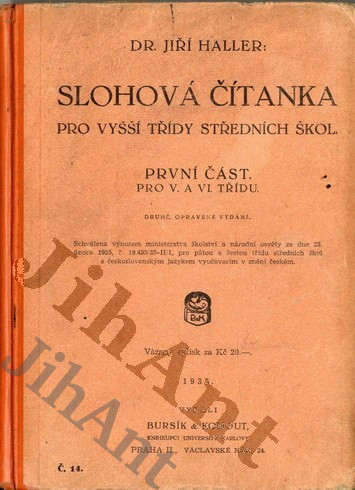 DR. JIŘÍ HALLER:
SLOHOVÁ ČÍTANKA
PRO VYŠŠÍ TŘÍDY STŘEDNÍCH ŠKOL.
PRVNÍ ČÁST.
PRO V. A VI. TŘÍDU.
DRUHÉ, OPRAVENÉ VYDÁNÍ.
Schválena výnosem ministerstva školství a národní osvěty ze dne 23.
února 1935, č. 19.493/35-II/1, pro pátou a šestou třídu středních škol
s československým jazykem vyučovacím v znění českém.
B&K
výtisk za Kč 20.—.
1935.
VYDALI
BURSÍK & KOHOUT,
KNIHKUPCI UNIVERSITY KARLOVY
PRAHA II., VÁCLAVSKÉ NÁM. 24.
Č. 14.
JihAnt
JihAnt